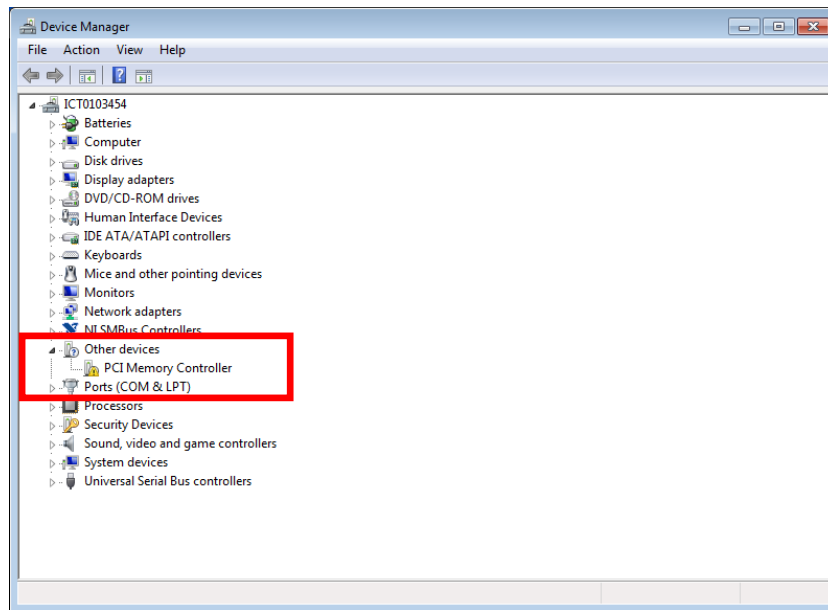 Device Manager
File Action View Help
ICT0103454
Batteries
Computer
Disk drives
Display adapters
DVD/CD-ROM drives
Human Interface Devices
IDE ATA/ATAPI controllers
Keyboards
Mice and other pointing devices
Monitors
Network adapters
NI SMBus Controllers
Other devices
PCI Memory Controller
Ports (COM & LPT)
Processors
Security Devices
Sound, video and game controllers
System devices
Universal Serial Bus controllers